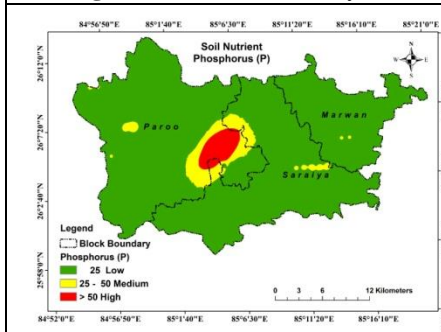 84°56'50"E 85°1'40"E 85°6'30"E 85°11'20"E 85°16'10"E 85°21'0"E
Soil Nutrient
Phosphorus (P)
N
W E
S
26°12'0"N
26°7'20"N
26°2'40"N
25°58'0"N
Paroo
Marwan
Saraiya
Legend
Block Boundary
Phosphorus (P)
25 Low
25 - 50 Medium
> 50 High
0 3 6 12 Kilometers
84°52'0"E 84°56'50"E 85°1'40"E 85°6'30"E 85°11'20"E 85°16'10"E